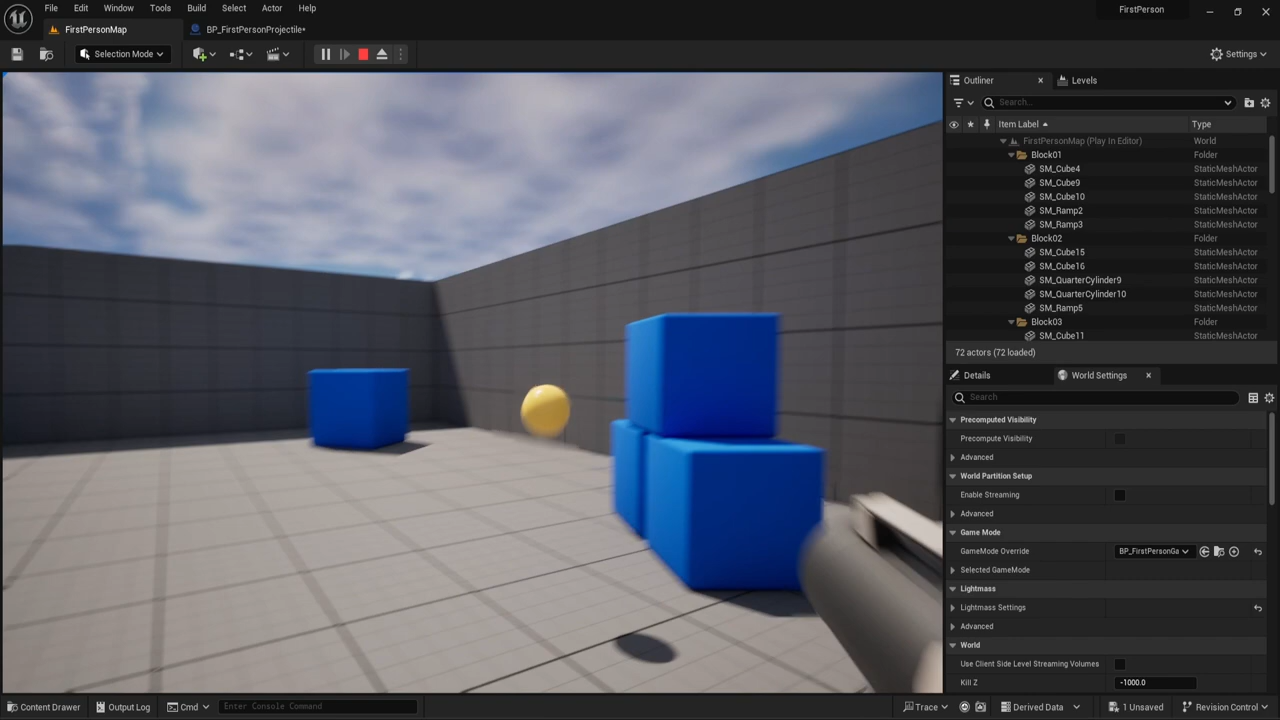 File Edit Window Tools Build Select Actor Help
FirstPerson
FirstPersonMap
BP_FirstPersonProjectile*
Selection Mode
Settings
Outliner
Levels
Search...
Item Label
Type
FirstPersonMap (Play In Editor) World
Block01 Folder
SM_Cube4 StaticMeshActor
SM_Cube9 StaticMeshActor
SM_Cube10 StaticMeshActor
SM_Ramp2 StaticMeshActor
SM_Ramp3 StaticMeshActor
Block02 Folder
SM_Cube15 StaticMeshActor
SM_Cube16 StaticMeshActor
SM_QuarterCylinder9 StaticMeshActor
SM_QuarterCylinder10 StaticMeshActor
SM_Ramp5 StaticMeshActor
Block03 Folder
SM_Cube11 StaticMeshActor
72 actors (72 loaded)
Details
World Settings
Search
Precomputed Visibility
Precompute Visibility
Advanced
World Partition Setup
Enable Streaming
Advanced
Game Mode
GameMode Override BP_FirstPersonGa
Selected GameMode
Lightmass
Lightmass Settings
Advanced
World
Use Client Side Level Streaming Volumes
Kill Z -1000.0
Content Drawer
Output Log
Cmd
Enter Console Command
Trace
Derived Data
1 Unsaved
Revision Control